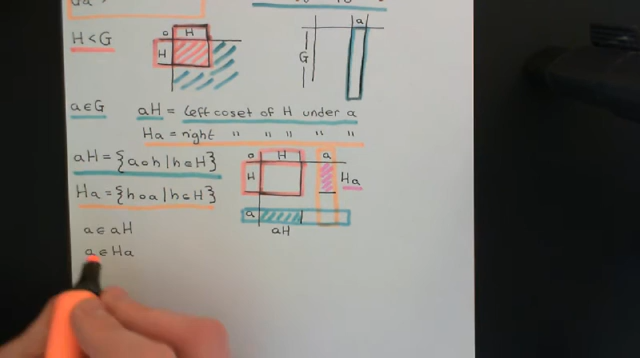 H < G
o H
H
a
G
a ∈ G aH = left coset of H under a
Ha = right " " " " "
aH = {a∘h | h ∈ H}
Ha = {h∘a | h ∈ H}
o H a
H Ha
a
aH
a ∈ aH
a ∈ Ha